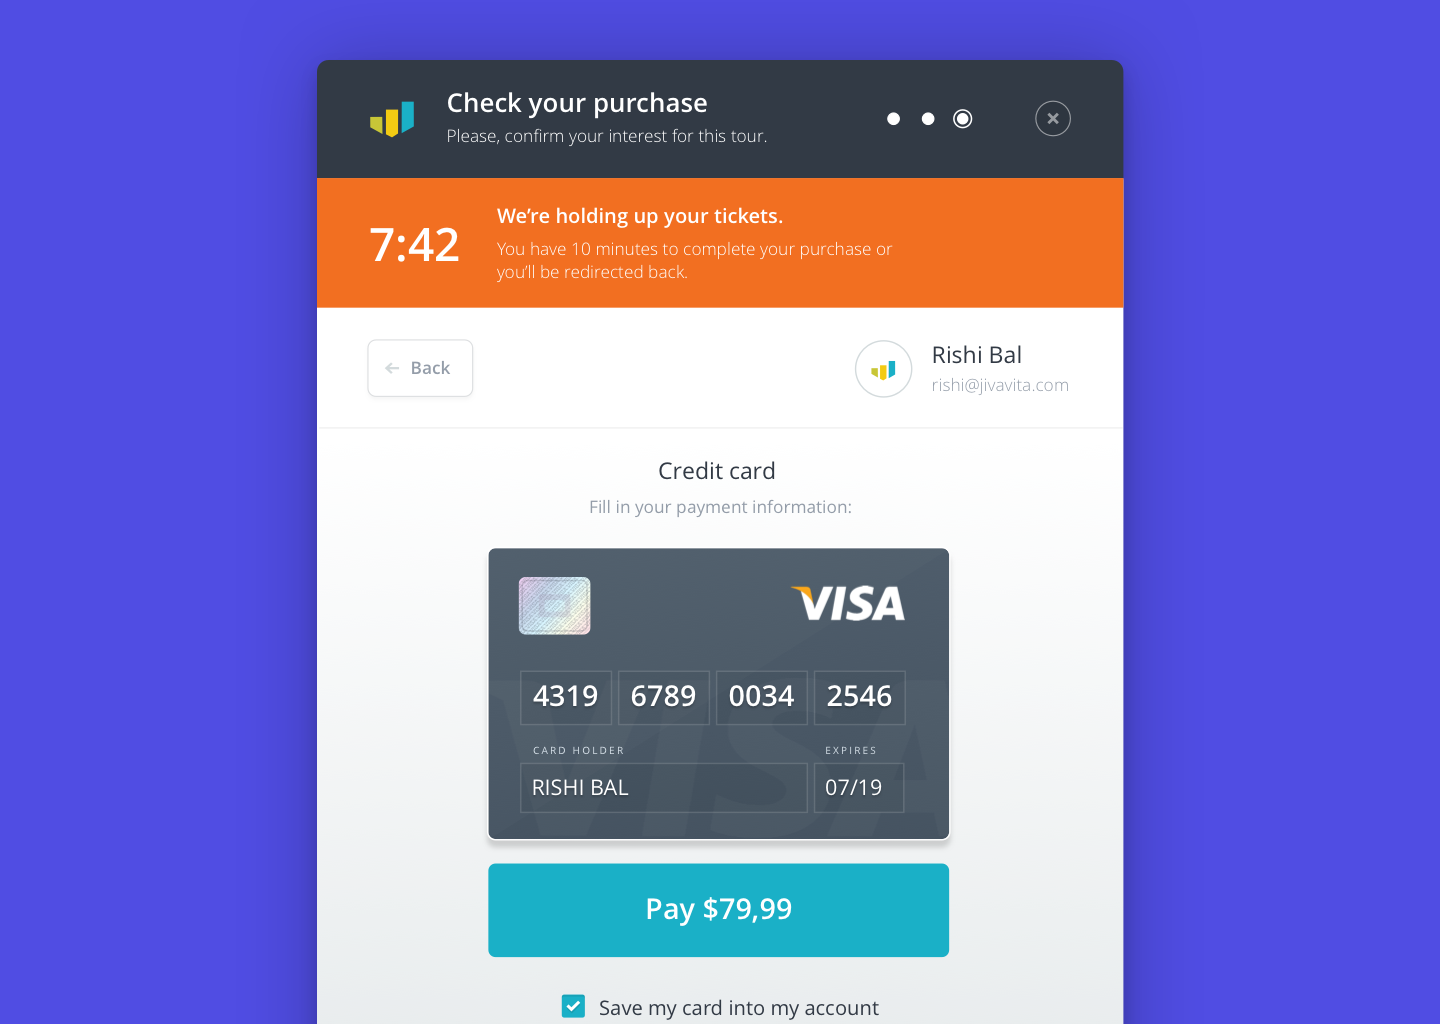 Check your purchase
Please, confirm your interest for this tour.
7:42
We’re holding up your tickets.
You have 10 minutes to complete your purchase or
you’ll be redirected back.
Back
Rishi Bal
rishi@jivavita.com
Credit card
Fill in your payment information:
VISA
4319 6789 0034 2546
CARD HOLDER EXPIRES
RISHI BAL 07/19
VISA
Pay $79,99
Save my card into my account